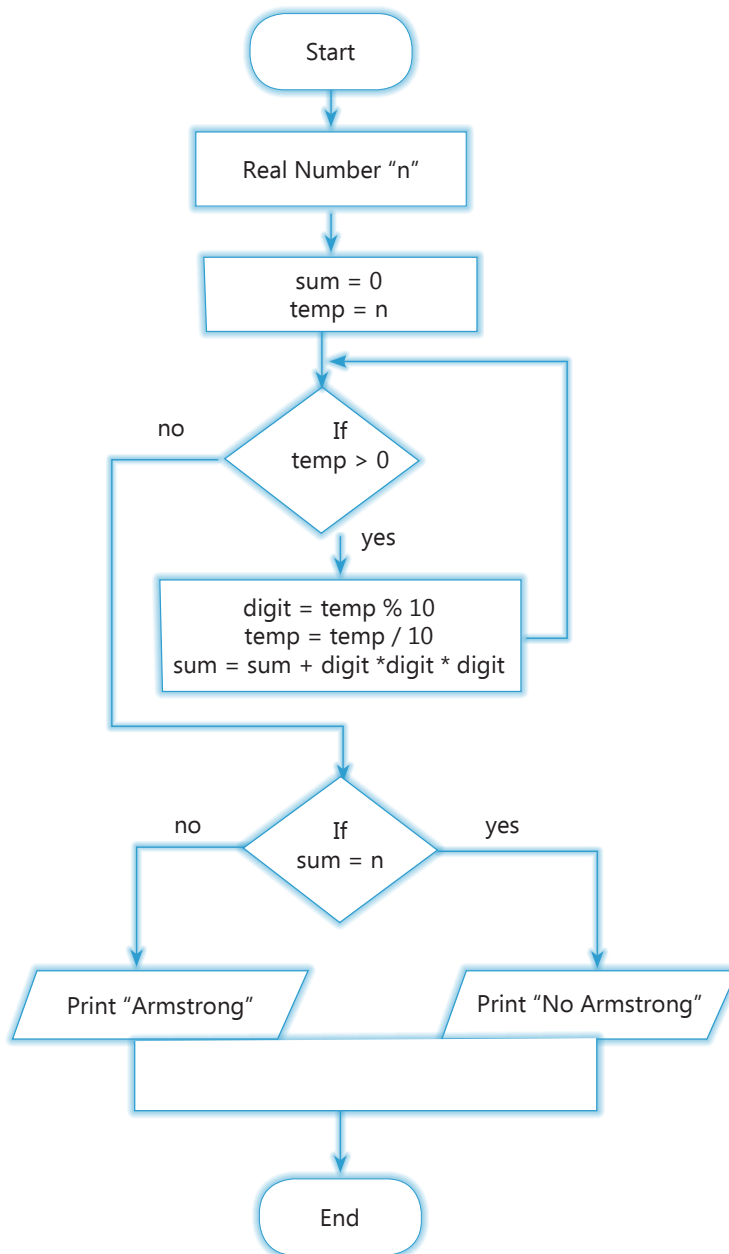 Start
Real Number “n”
sum = 0
temp = n
no
If
temp > 0
yes
digit = temp % 10
temp = temp / 10
sum = sum + digit *digit * digit
no
If
sum = n
yes
Print “Armstrong”
Print “No Armstrong”
End